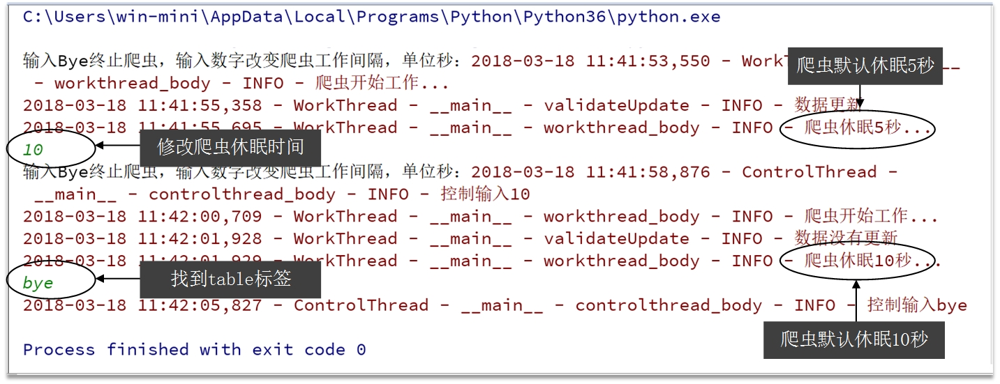 C:\Users\win-mini\AppData\Local\Programs\Python\Python36\python.exe
输入Bye终止爬虫，输入数字改变爬虫工作间隔，单位秒：2018-03-18 11:41:53,550 - Work
爬虫默认休眠5秒
- workthread_body - INFO - 爬虫开始工作...
2018-03-18 11:41:55,358 - WorkThread - __main__ - validateUpdate - INFO - 数据更新
2018-03-18 11:41:55,695 - WorkThread - __main__ - workthread_body - INFO - 爬虫休眠5秒...
10
修改爬虫休眠时间
输入Bye终止爬虫，输入数字改变爬虫工作间隔，单位秒：2018-03-18 11:41:58,876 - ControlThread -
__main__ - controlthread_body - INFO - 控制输入10
2018-03-18 11:42:00,709 - WorkThread - __main__ - workthread_body - INFO - 爬虫开始工作...
2018-03-18 11:42:01,928 - WorkThread - __main__ - validateUpdate - INFO - 数据没有更新
2018-03-18 11:42:01,929 - WorkThread - __main__ - workthread_body - INFO - 爬虫休眠10秒...
bye
找到table标签
2018-03-18 11:42:05,827 - ControlThread - __main__ - controlthread_body - INFO - 控制输入bye
爬虫默认休眠10秒
Process finished with exit code 0